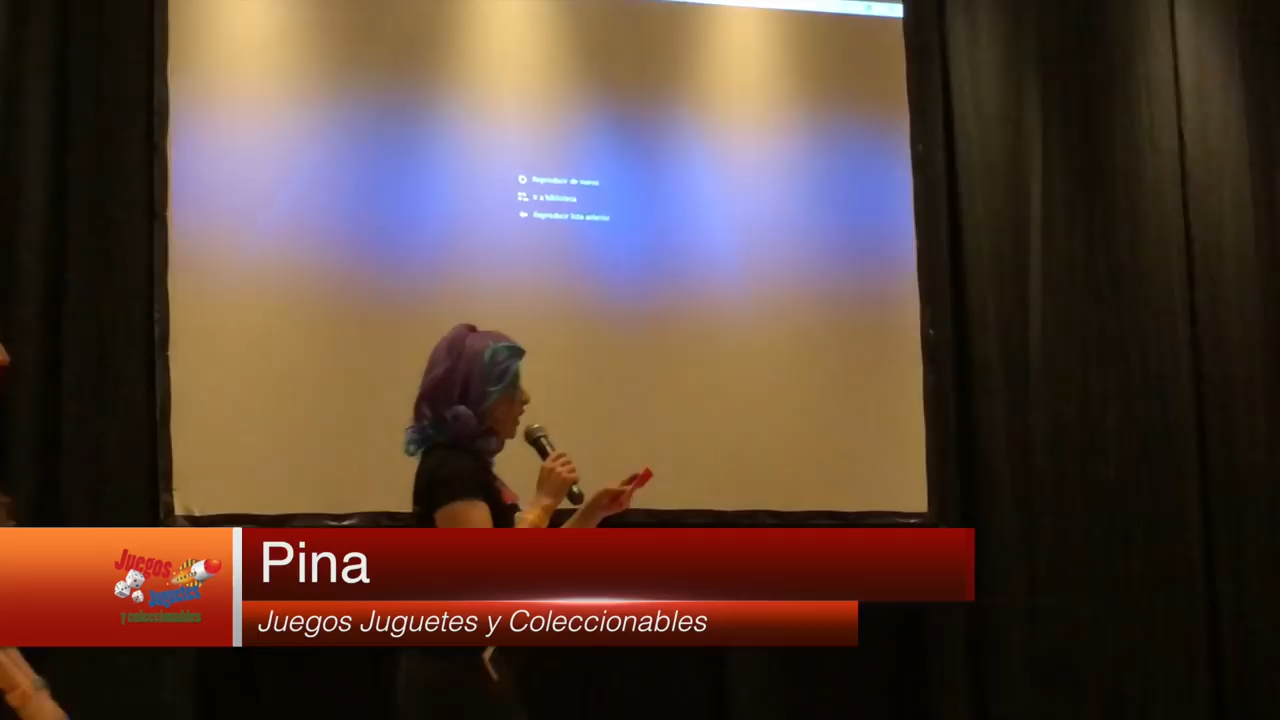 Reproducir de nuevo
Ir a biblioteca
Reproducir lista anterior
Pina
Juegos
Juguetes
y coleccionables
Juegos Juguetes y Coleccionables